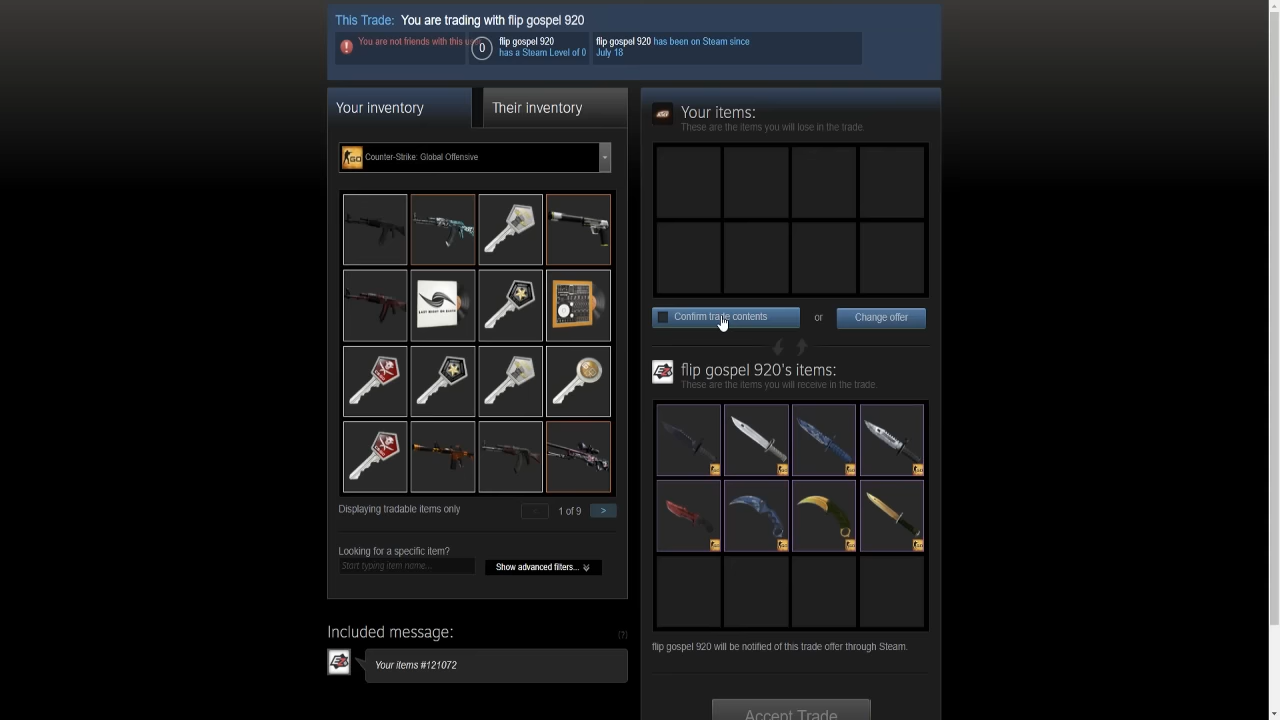 This Trade: You are trading with flip gospel 920
You are not friends with this u
0
flip gospel 920
has a Steam Level of 0
flip gospel 920 has been on Steam since
July 18
Your inventory
Their inventory
Counter-Strike: Global Offensive
Displaying tradable items only
1 of 9
>
Looking for a specific item?
Start typing item name...
Show advanced filters...
Included message:
(?)
Your items #121072
Your items:
These are the items you will lose in the trade.
Confirm trade contents
or
Change offer
flip gospel 920's items:
These are the items you will receive in the trade.
flip gospel 920 will be notified of this trade offer through Steam.
Accept Trade